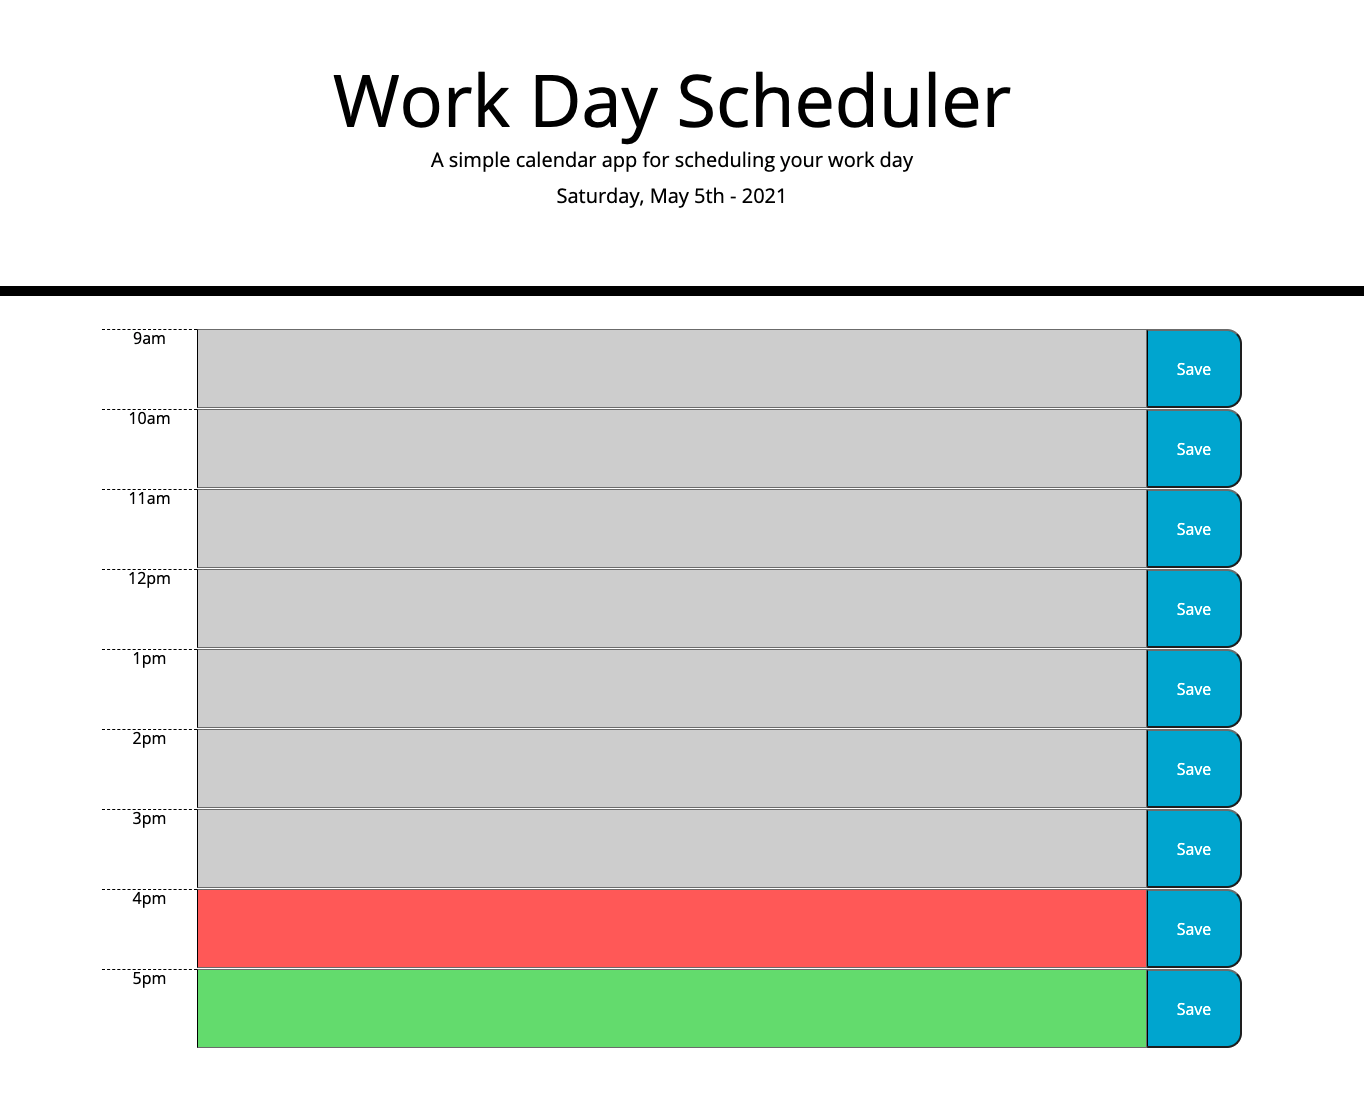 Work Day Scheduler
A simple calendar app for scheduling your work day
Saturday, May 5th - 2021
9am
Save
10am
Save
11am
Save
12pm
Save
1pm
Save
2pm
Save
3pm
Save
4pm
Save
5pm
Save